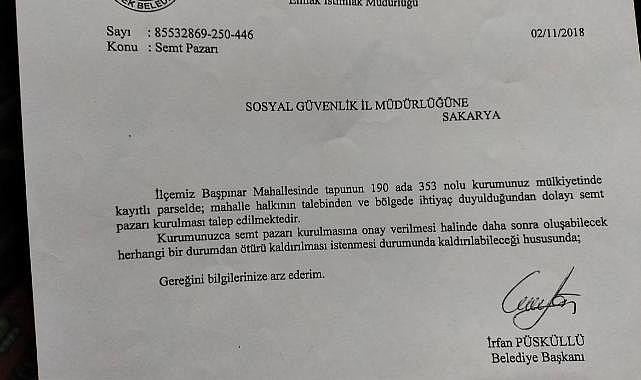 EK BELED
Emlak İstimlak Müdürlüğü
Sayı : 85532869-250-446
02/11/2018
Konu : Semt Pazarı
SOSYAL GÜVENLİK İL MÜDÜRLÜĞÜNE
SAKARYA
İlçemiz Başpınar Mahallesinde tapunun 190 ada 353 nolu kurumunuz mülkiyetinde
kayıtlı parselde; mahalle halkının talebinden ve bölgede ihtiyaç duyulduğundan dolayı semt
pazarı kurulması talep edilmektedir.
Kurumunuzca semt pazarı kurulmasına onay verilmesi halinde daha sonra oluşabilecek
herhangi bir durumdan ötürü kaldırılması istenmesi durumunda kaldırılabileceği hususunda;
Gereğini bilgilerinize arz ederim.
İrfan PÜSKÜLLÜ
Belediye Başkanı